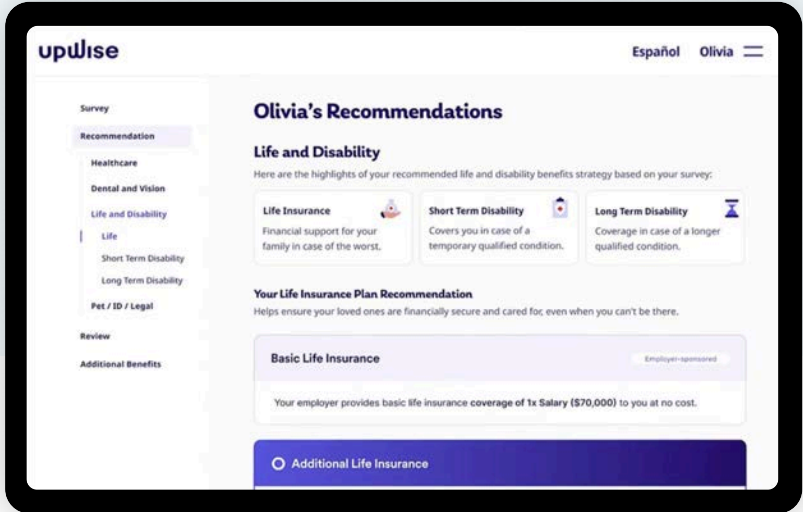 upwise
Español Olivia
Survey
Recommendation
Healthcare
Dental and Vision
Life and Disability
Life
Short Term Disability
Long Term Disability
Pet / ID / Legal
Review
Additional Benefits
Olivia's Recommendations
Life and Disability
Here are the highlights of your recommended life and disability benefits strategy based on your survey:
Life Insurance
Financial support for your
family in case of the worst.
Short Term Disability
Covers you in case of a
temporary qualified condition.
Long Term Disability
Coverage in case of a longer
qualified condition.
Your Life Insurance Plan Recommendation
Helps ensure your loved ones are financially secure and cared for, even when you can't be there.
Basic Life Insurance
Employer-sponsored
Your employer provides basic life insurance coverage of 1x Salary ($70,000) to you at no cost.
Additional Life Insurance